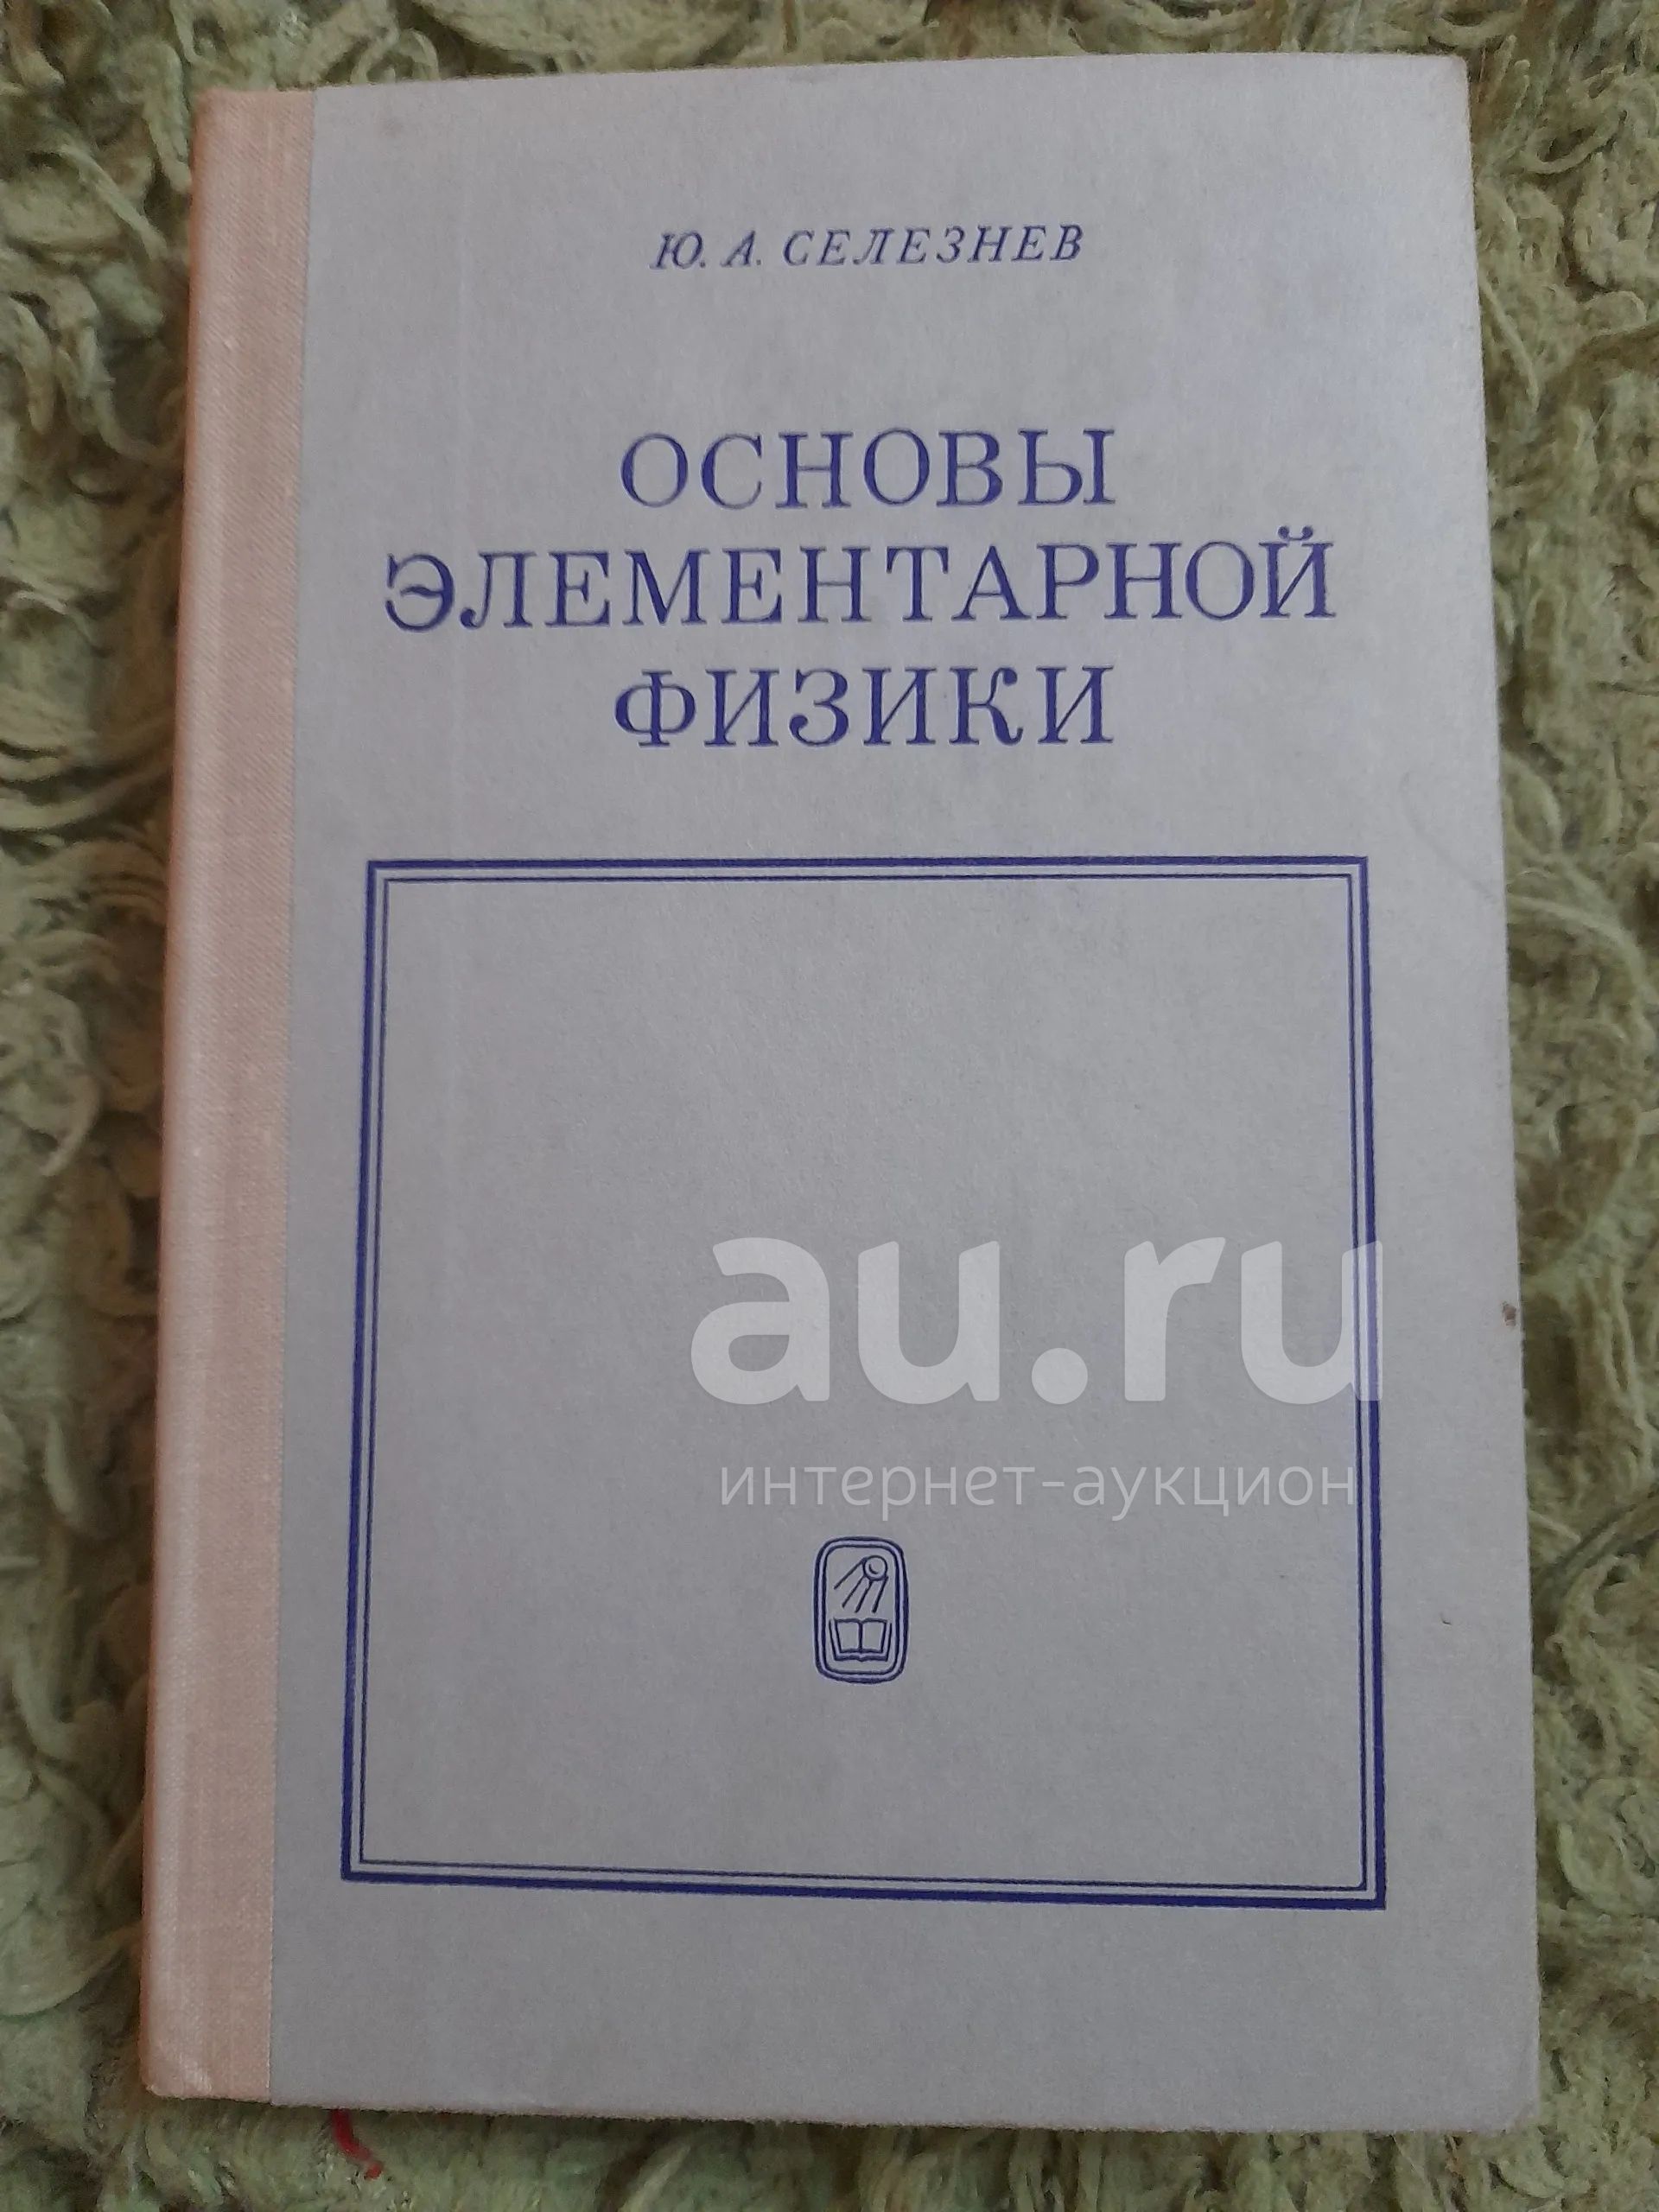 Ю. А. СЕЛЕЗНЕВ
ОСНОВЫ
ЭЛЕМЕНТАРНОЙ
ФИЗИКИ
au.ru
интернет-аукцион